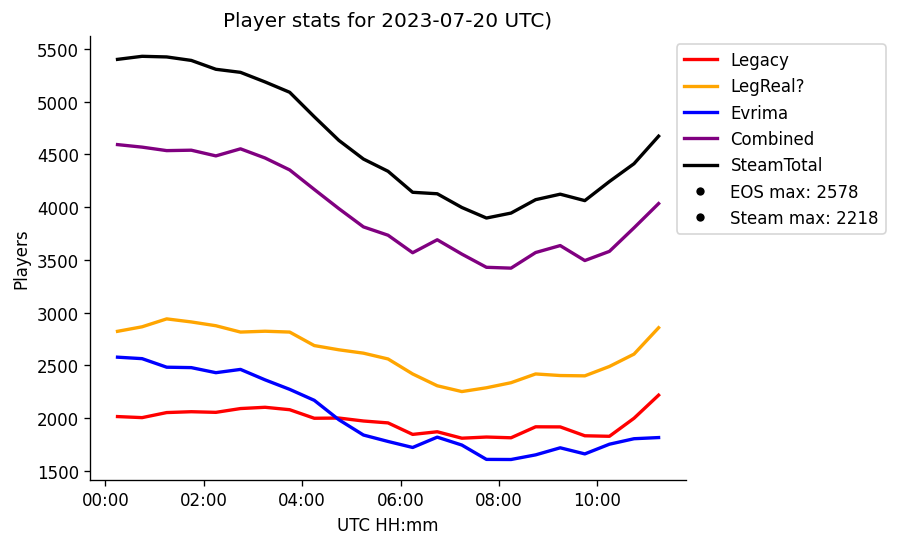 Player stats for 2023-07-20 UTC)
Players
5500
5000
4500
4000
3500
3000
2500
2000
1500
00:00 02:00 04:00 06:00 08:00 10:00
UTC HH:mm
Legacy
LegReal?
Evrima
Combined
SteamTotal
EOS max: 2578
Steam max: 2218